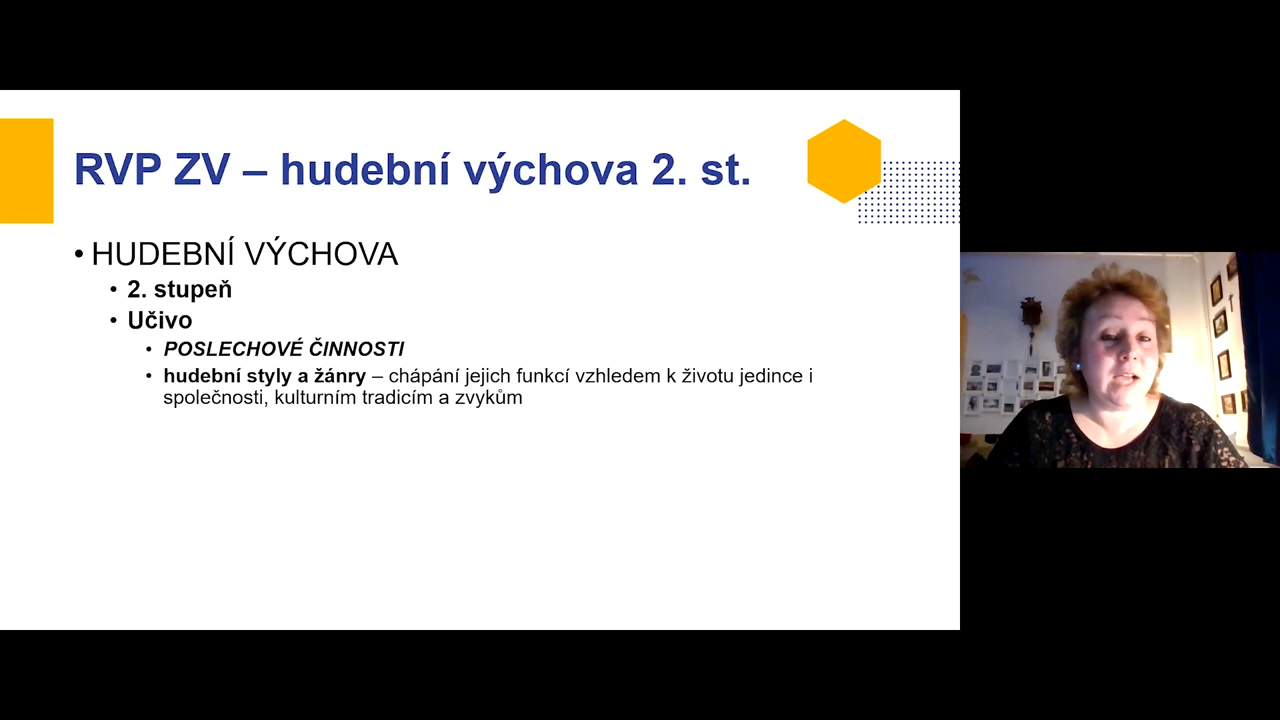 RVP ZV – hudební výchova 2. st.
• HUDEBNÍ VÝCHOVA
• 2. stupeň
• Učivo
• POSLECHOVÉ ČINNOSTI
• hudební styly a žánry – chápání jejich funkcí vzhledem k životu jedince i
společnosti, kulturním tradicím a zvykům